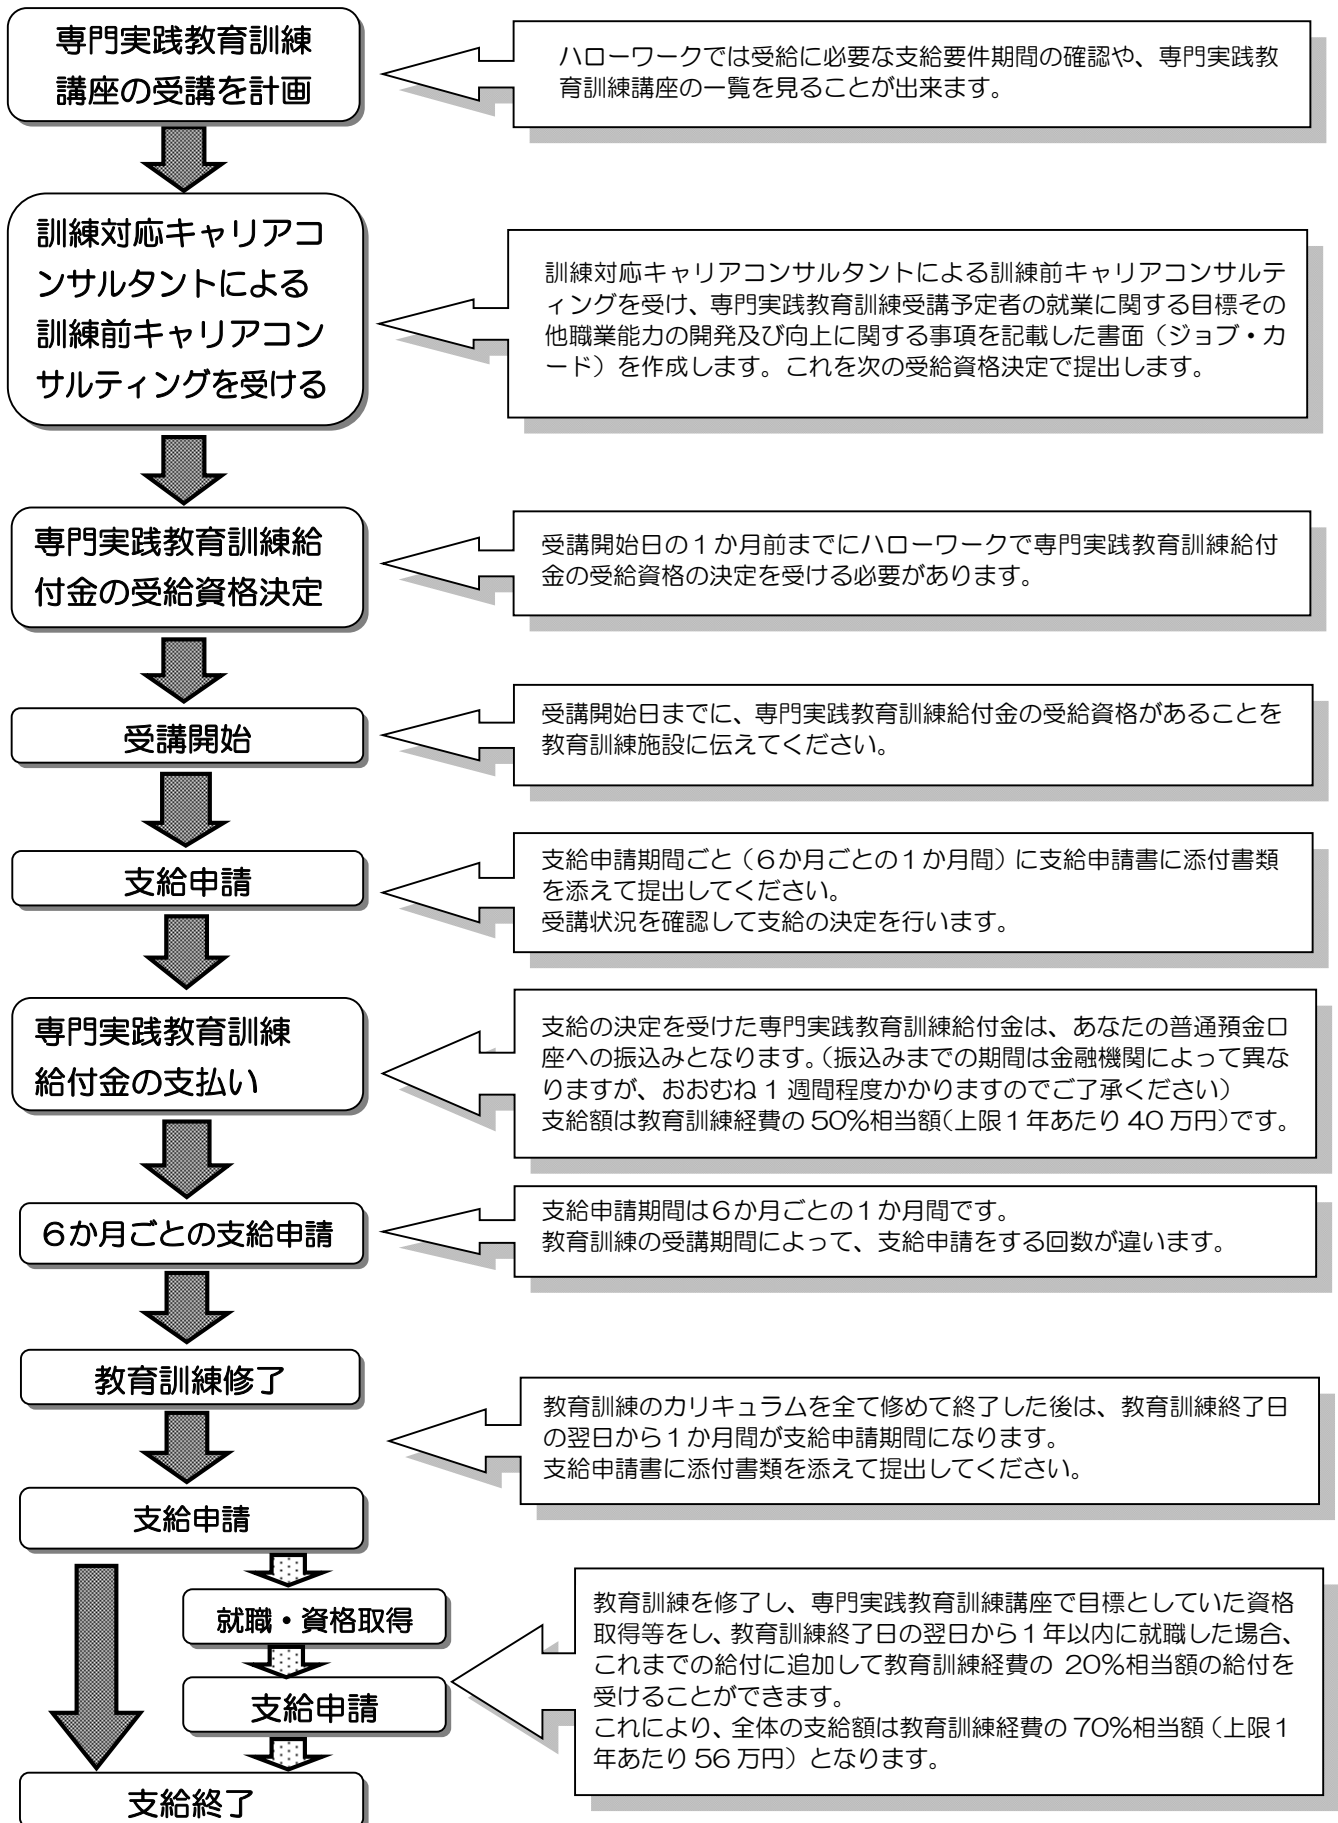 専門実践教育訓練
講座の受講を計画
ハローワークでは受給に必要な支給要件期間の確認や、専門実践教
育訓練講座の一覧を見ることが出来ます。
訓練対応キャリアコ
ンサルタントによる
訓練前キャリアコン
サルティングを受ける
訓練対応キャリアコンサルタントによる訓練前キャリアコンサルテ
ィングを受け、専門実践教育訓練受講予定者の就業に関する目標その
他職業能力の開発及び向上に関する事項を記載した書面（ジョブ・カ
ード）を作成します。これを次の受給資格決定で提出します。
専門実践教育訓練給
付金の受給資格決定
受講開始日の１か月前までにハローワークで専門実践教育訓練給付
金の受給資格の決定を受ける必要があります。
受講開始
受講開始日までに、専門実践教育訓練給付金の受給資格があることを
教育訓練施設に伝えてください。
支給申請
支給申請期間ごと（６か月ごとの１か月間）に支給申請書に添付書類
を添えて提出してください。
受講状況を確認して支給の決定を行います。
専門実践教育訓練
給付金の支払い
支給の決定を受けた専門実践教育訓練給付金は、あなたの普通預金口
座への振込みとなります。（振込みまでの期間は金融機関によって異な
りますが、おおむね 1 週間程度かかりますのでご了承ください）
支給額は教育訓練経費の 50％相当額（上限１年あたり 40 万円）です。
６か月ごとの支給申請
支給申請期間は６か月ごとの１か月間です。
教育訓練の受講期間によって、支給申請をする回数が違います。
教育訓練修了
教育訓練のカリキュラムを全て修めて終了した後は、教育訓練終了日
の翌日から１か月間が支給申請期間になります。
支給申請書に添付書類を添えて提出してください。
支給申請
就職・資格取得
支給申請
教育訓練を修了し、専門実践教育訓練講座で目標としていた資格
取得等をし、教育訓練終了日の翌日から１年以内に就職した場合、
これまでの給付に追加して教育訓練経費の 20％相当額の給付を
受けることができます。
これにより、全体の支給額は教育訓練経費の 70％相当額（上限１
年あたり 56 万円）となります。
支給終了